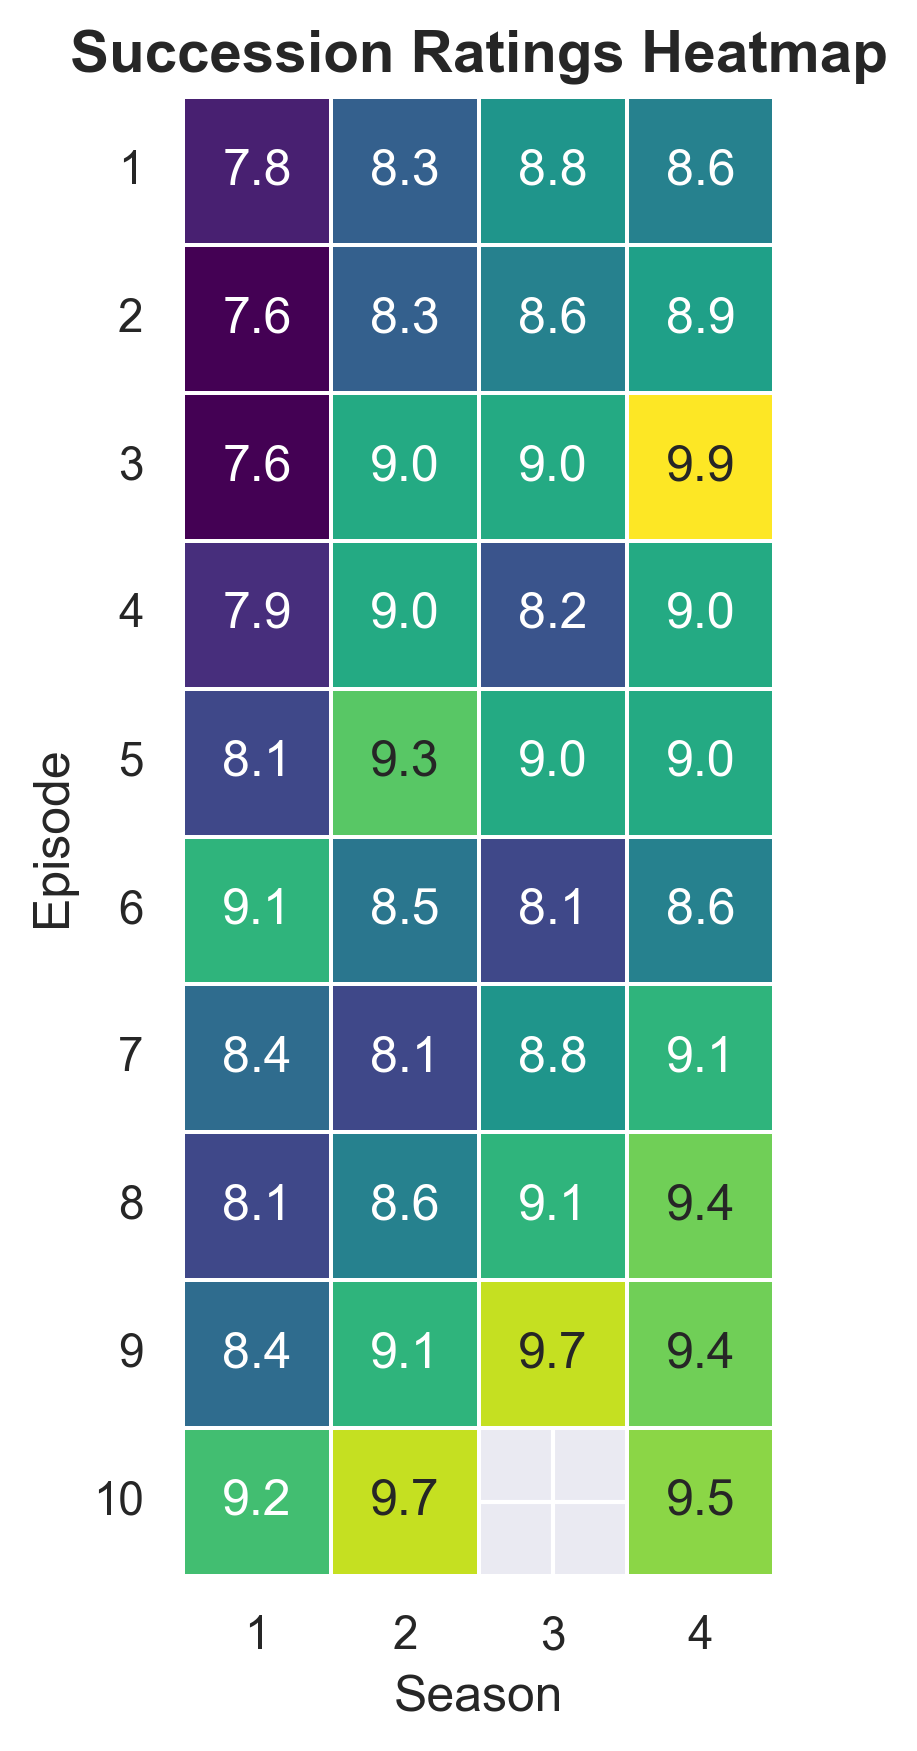 Succession Ratings Heatmap
1 7.8 8.3 8.8 8.6
2 7.6 8.3 8.6 8.9
3 7.6 9.0 9.0 9.9
4 7.9 9.0 8.2 9.0
5 8.1 9.3 9.0 9.0
6 9.1 8.5 8.1 8.6
7 8.4 8.1 8.8 9.1
8 8.1 8.6 9.1 9.4
9 8.4 9.1 9.7 9.4
10 9.2 9.7 9.5
Episode
1 2 3 4
Season